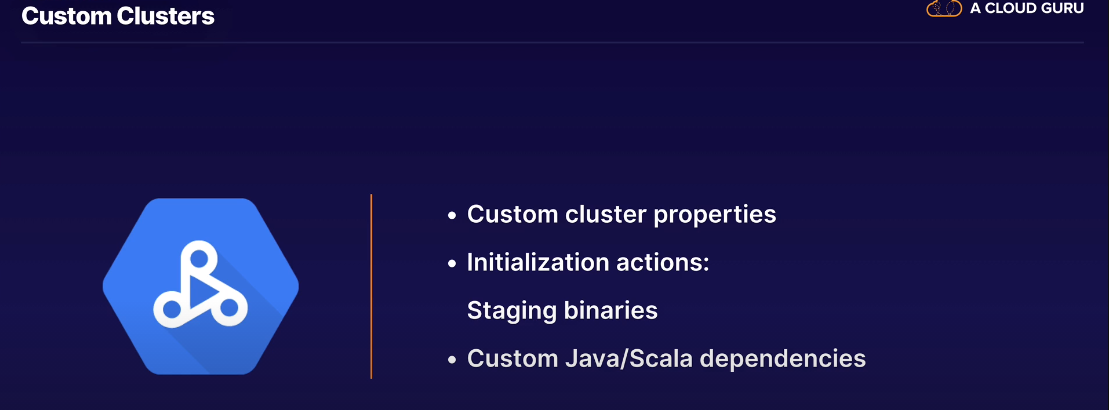 Custom Clusters
A CLOUD GURU
• Custom cluster properties
• Initialization actions:
Staging binaries
• Custom Java/Scala dependencies